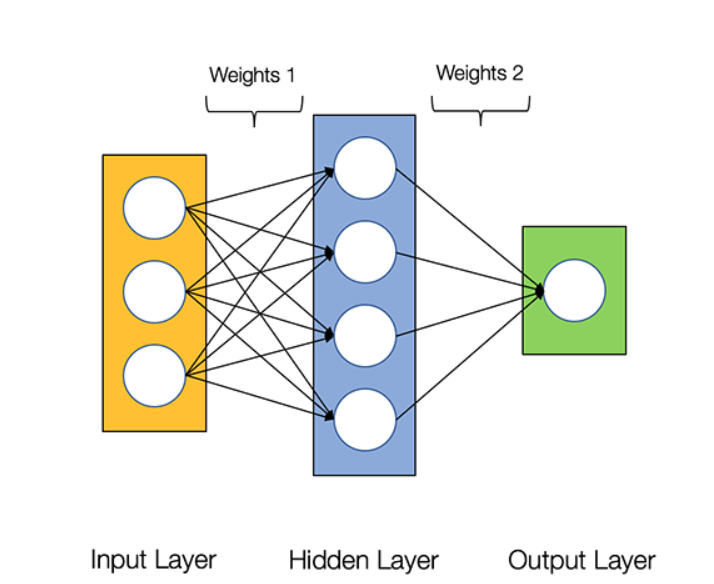 Weights 1
Weights 2
Input Layer
Hidden Layer
Output Layer